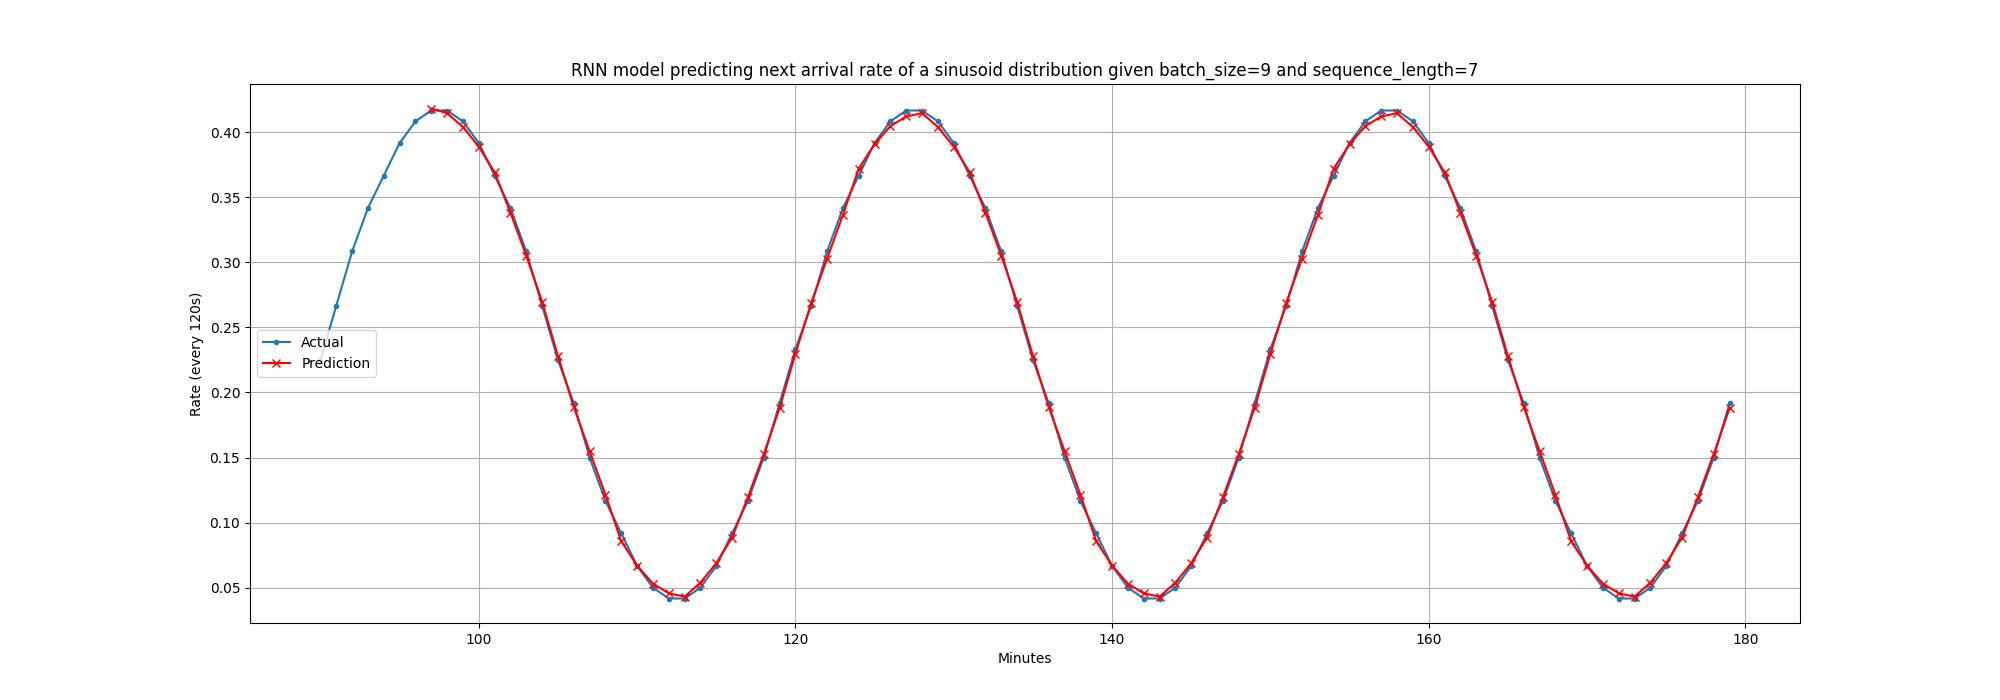 RNN model predicting next arrival rate of a sinusoid distribution given batch_size=9 and sequence_length=7
Rate (every 120s)
0.40
0.35
0.30
0.25
0.20
0.15
0.10
0.05
Actual
Prediction
100
120
140
160
180
Minutes